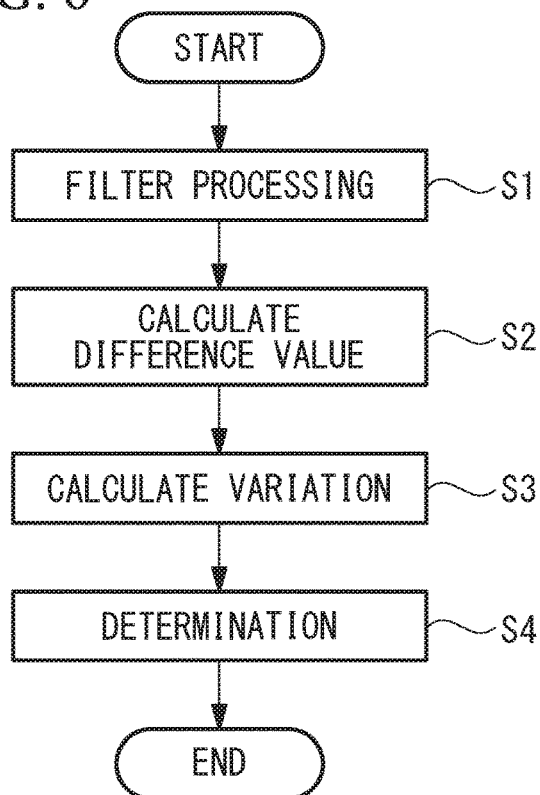 START
FILTER PROCESSING
S1
CALCULATE
DIFFERENCE VALUE
S2
CALCULATE VARIATION
S3
DETERMINATION
S4
END